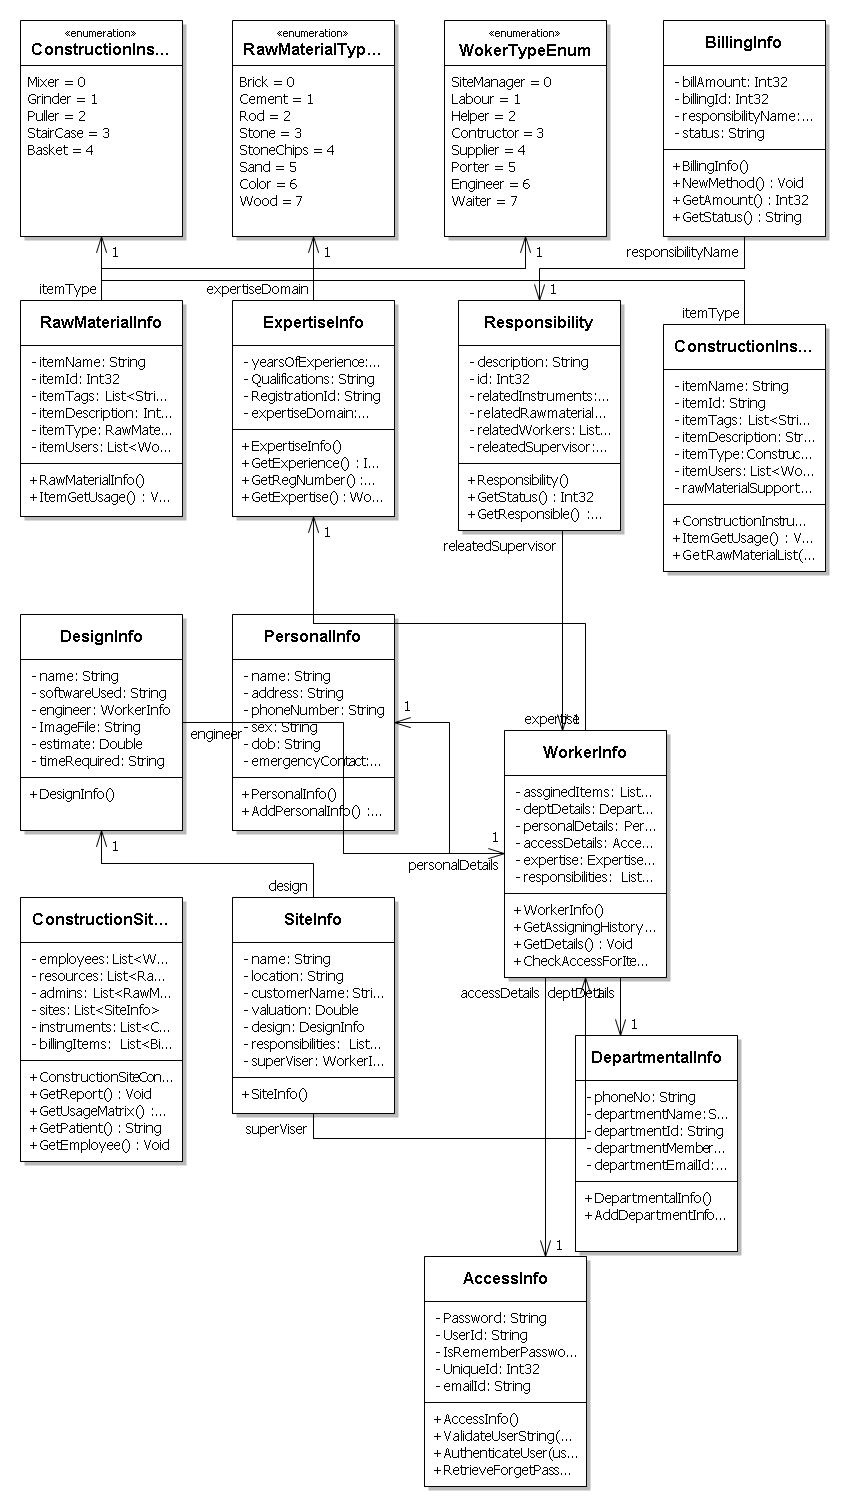 «enumeration»
ConstructionIns...
Mixer = 0
Grinder = 1
Puller = 2
StairCase = 3
Basket = 4
«enumeration»
RawMaterialTyp...
Brick = 0
Cement = 1
Rod = 2
Stone = 3
StoneChips = 4
Sand = 5
Color = 6
Wood = 7
«enumeration»
WokerTypeEnum
SiteManager = 0
Labour = 1
Helper = 2
Contructor = 3
Supplier = 4
Porter = 5
Engineer = 6
Waiter = 7
BillingInfo
- billAmount: Int32
- billingId: Int32
- responsibilityName:...
- status: String
+ BillingInfo()
+ NewMethod() : Void
+ GetAmount() : Int32
+ GetStatus() : String
1
1
1
responsibilityName
itemType
expertiseDomain
1
itemType
RawMaterialInfo
- itemName: String
- itemId: Int32
- itemTags: List<Stri...
- itemDescription: Int...
- itemType: RawMate...
- itemUsers: List<Wo...
+ RawMaterialInfo()
+ ItemGetUsage() : V...
ExpertiseInfo
- yearsOfExperience:...
- Qualifications: String
- RegistrationId: String
- expertiseDomain:...
+ ExpertiseInfo()
+ GetExperience() : I...
+ GetRegNumber() :...
+ GetExpertise() : Wo...
Responsibility
- description: String
- id: Int32
- relatedInstruments:...
- relatedRawmaterial...
- relatedWorkers: List...
- releatedSupervisor:...
+ Responsibility()
+ GetStatus() : Int32
+ GetResponsible() :...
ConstructionIns...
- itemName: String
- itemId: String
- itemTags: List<Stri...
- itemDescription: Str...
- itemType: Construc...
- itemUsers: List<Wo...
- rawMaterialSupport...
+ ConstructionInstru...
+ ItemGetUsage() : V...
+ GetRawMaterialList(...
1
releatedSupervisor
DesignInfo
- name: String
- softwareUsed: String
- engineer: WorkerInfo
- ImageFile: String
- estimate: Double
- timeRequired: String
+ DesignInfo()
engineer
PersonalInfo
- name: String
- address: String
- phoneNumber: String
- sex: String
- dob: String
- emergencyContact:...
+ PersonalInfo()
+ AddPersonalInfo() :...
1
expertise
1
WorkerInfo
- assginedItems: List...
- deptDetails: Depart...
- personalDetails: Per...
- accessDetails: Acce...
- expertise: Expertise...
- responsibilities: List...
+ WorkerInfo()
+ GetAssigningHistory...
+ GetDetails() : Void
+ CheckAccessForIte...
1
personalDetails
1
design
ConstructionSit...
- employees: List<W...
- resources: List<Ra...
- admins: List<RawM...
- sites: List<SiteInfo>
- instruments: List<C...
- billingItems: List<Bi...
+ ConstructionSiteCon...
+ GetReport() : Void
+ GetUsageMatrix() :...
+ GetPatient() : String
+ GetEmployee() : Void
SiteInfo
- name: String
- location: String
- customerName: Stri...
- valuation: Double
- design: DesignInfo
- responsibilities: List...
- superViser: WorkerI...
+ SiteInfo()
superViser
accessDetails
deptDetails
1
1
DepartmentalInfo
- phoneNo: String
- departmentName: S...
- departmentId: String
- departmentMember...
- departmentEmailId:...
+ DepartmentalInfo()
+ AddDepartmentInfo...
1
AccessInfo
- Password: String
- UserId: String
- IsRememberPasswo...
- UniqueId: Int32
- emailId: String
+ AccessInfo()
+ ValidateUserString(...
+ AuthenticateUser(us...
+ RetrieveForgetPass...